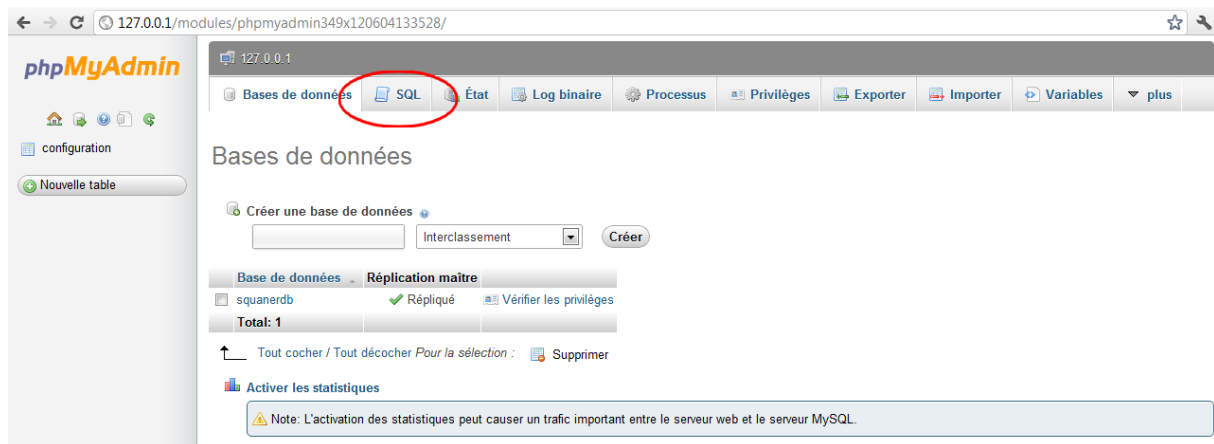 127.0.0.1/modules/phpmyadmin349x120604133528/
phpMyAdmin
configuration
Nouvelle table
127.0.0.1
Bases de données SQL État Log binaire Processus Privilèges Exporter Importer Variables plus
Bases de données
Créer une base de données
Interclassement Créer
Base de données Réplication maître
squanerdb Répliqué Vérifier les privilèges
Total: 1
Tout cocher / Tout décocher Pour la sélection : Supprimer
Activer les statistiques
Note: L'activation des statistiques peut causer un trafic important entre le serveur web et le serveur MySQL.